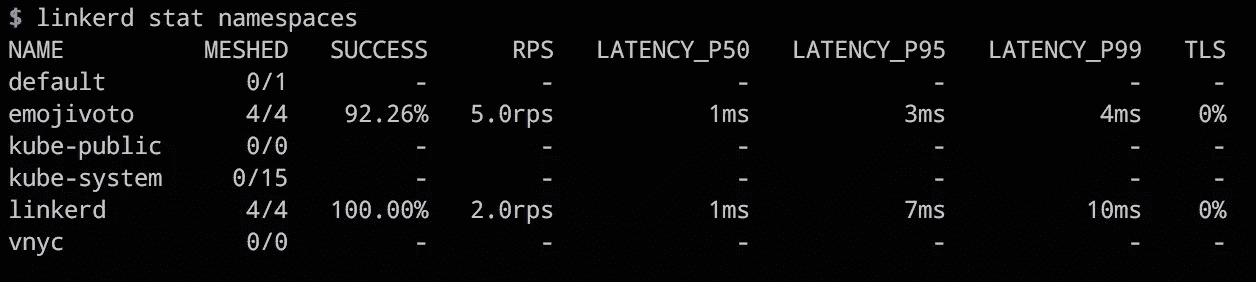 $ linkerd stat namespaces
NAME MESHED SUCCESS RPS LATENCY_P50 LATENCY_P95 LATENCY_P99 TLS
default 0/1 - - - - - -
emojivoto 4/4 92.26% 5.0rps 1ms 3ms 4ms 0%
kube-public 0/0 - - - - - -
kube-system 0/15 - - - - - -
linkerd 4/4 100.00% 2.0rps 1ms 7ms 10ms 0%
vnyc 0/0 - - - - - -